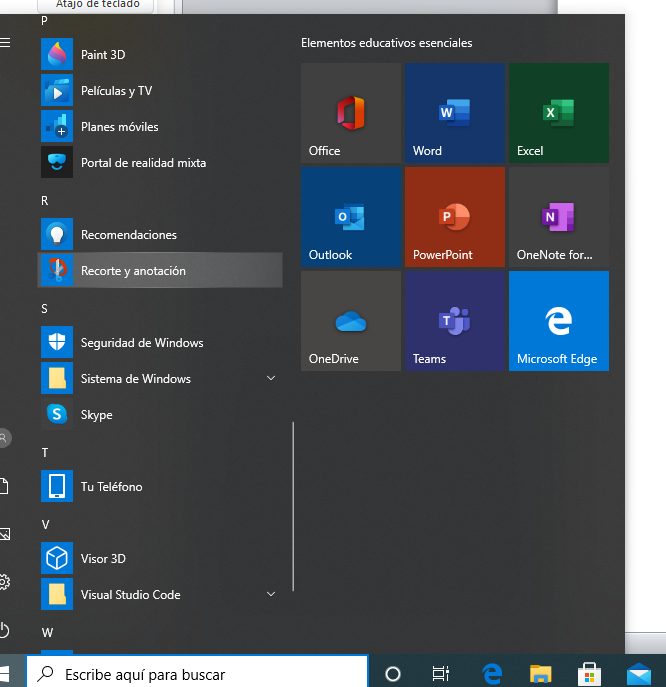 Atajo de teclado
P
Paint 3D
Películas y TV
Planes móviles
Portal de realidad mixta
R
Recomendaciones
Recorte y anotación
S
Seguridad de Windows
Sistema de Windows
Skype
T
Tu Teléfono
V
Visor 3D
Visual Studio Code
W
Elementos educativos esenciales
Office
Word
Excel
Outlook
PowerPoint
OneNote for...
OneDrive
Teams
Microsoft Edge
Escribe aquí para buscar